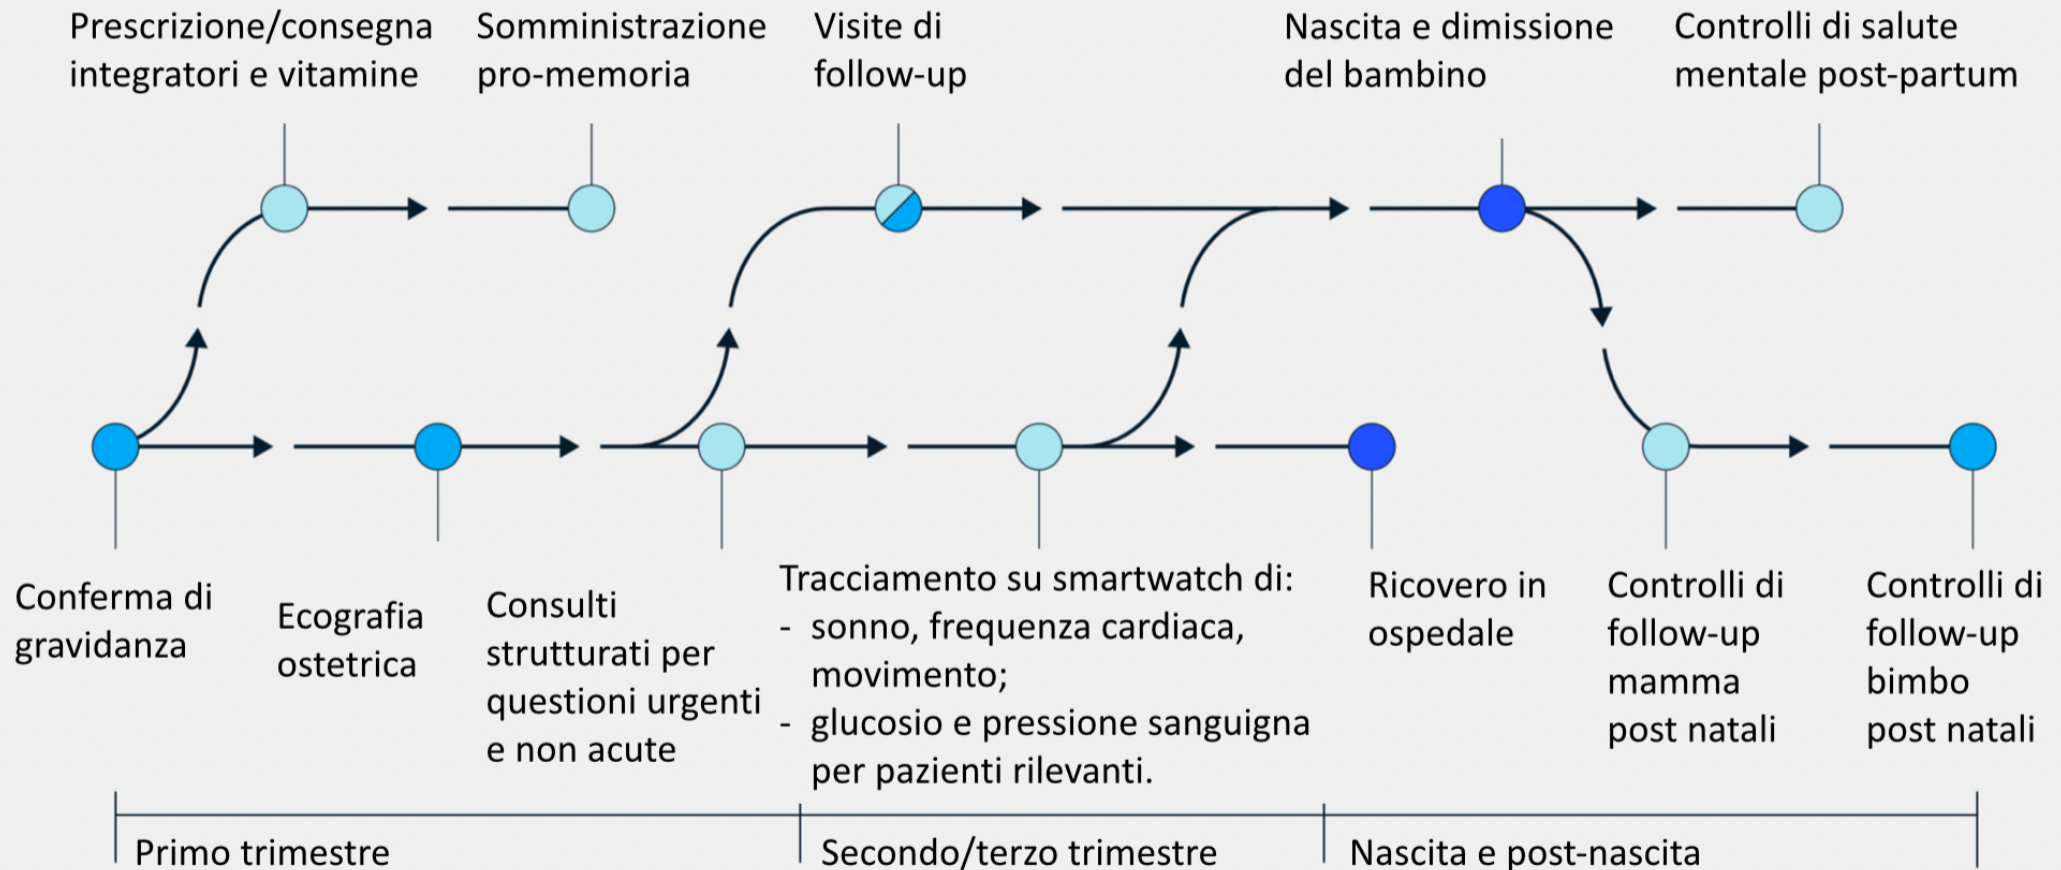 Prescrizione/consegna
integratori e vitamine
Somministrazione
pro-memoria
Visite di
follow-up
Nascita e dimissione
del bambino
Controlli di salute
mentale post-partum
Conferma di
gravidanza
Ecografia
ostetrica
Consulti
strutturati per
questioni urgenti
e non acute
Tracciamento su smartwatch di:
- sonno, frequenza cardiaca,
movimento;
- glucosio e pressione sanguigna
per pazienti rilevanti.
Ricovero in
ospedale
Controlli di
follow-up
mamma
post natali
Controlli di
follow-up
bimbo
post natali
Primo trimestre
Secondo/terzo trimestre
Nascita e post-nascita